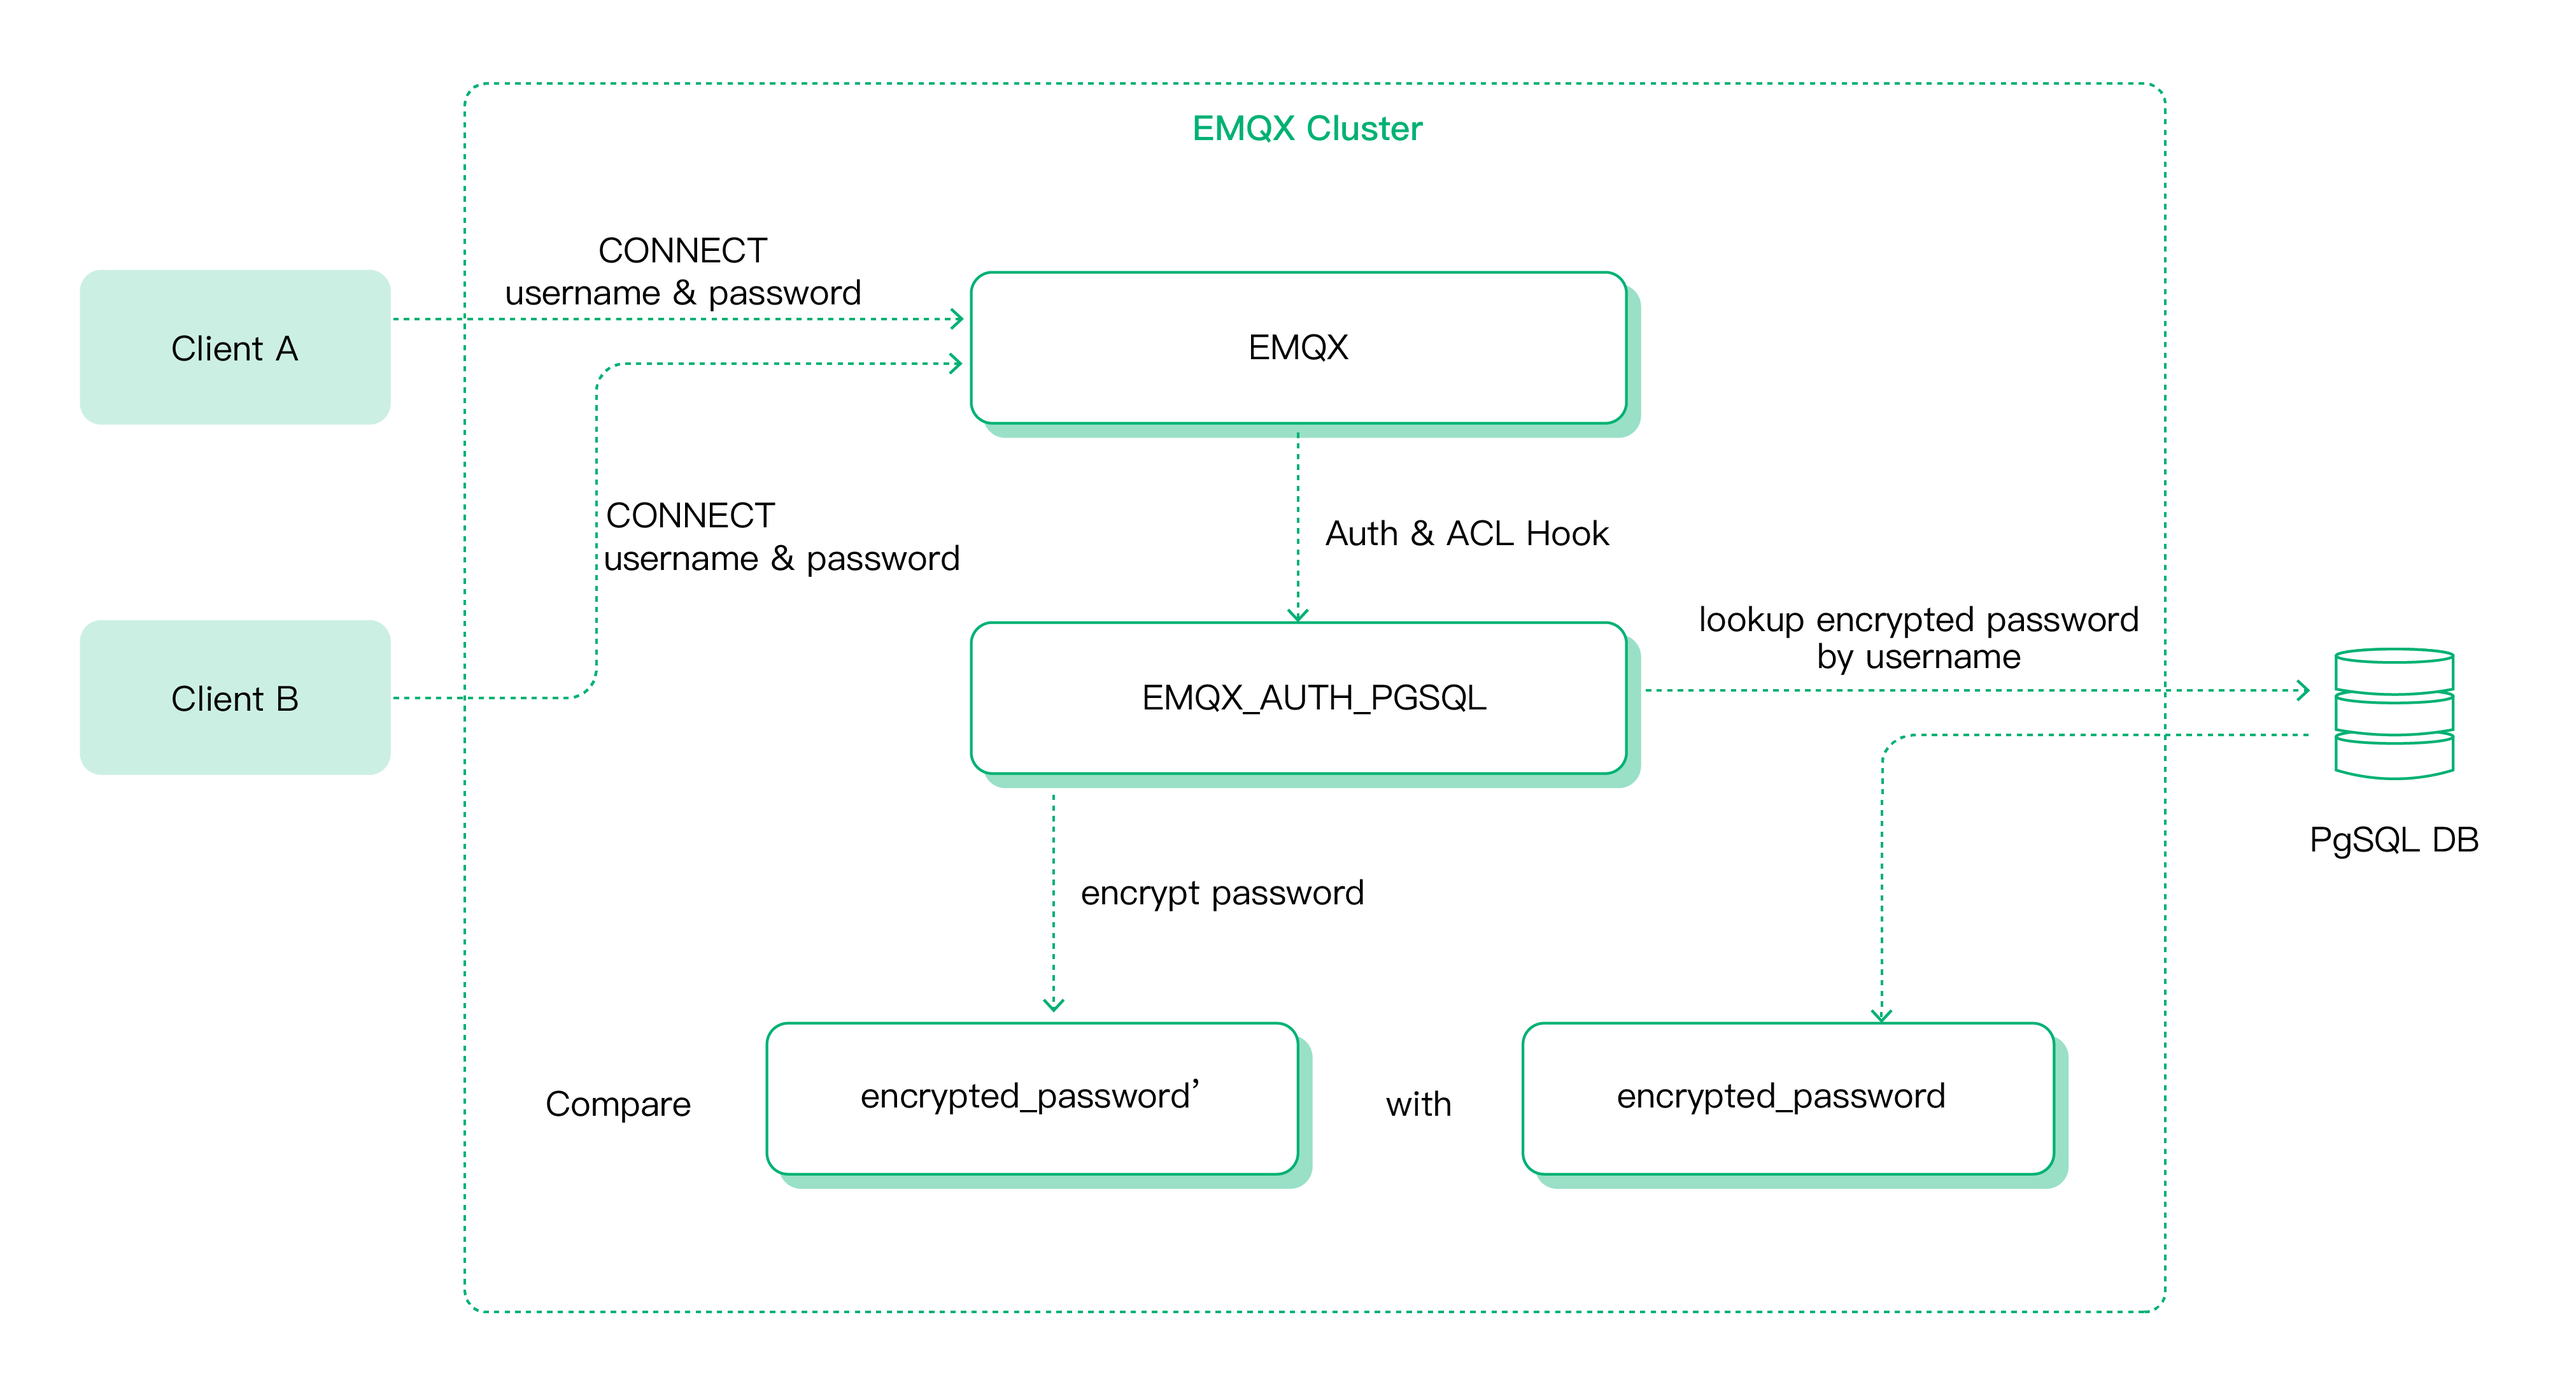 EMQX Cluster
CONNECT
username & password
Client A
EMQX
CONNECT
username & password
Auth & ACL Hook
lookup encrypted password
by username
Client B
EMQX_AUTH_PGSQL
PgSQL DB
encrypt password
Compare
encrypted_password’
with
encrypted_password